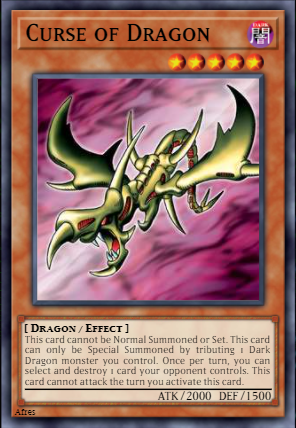 CURSE OF DRAGON
DARK
闇
[ DRAGON / EFFECT ]
This card cannot be Normal Summoned or Set. This card
can only be Special Summoned by tributing 1 Dark
Dragon monster you control. Once per turn, you can
select and destroy 1 card your opponent controls. This
card cannot attack the turn you activate this card.
ATK/2000 DEF/1500
Afres